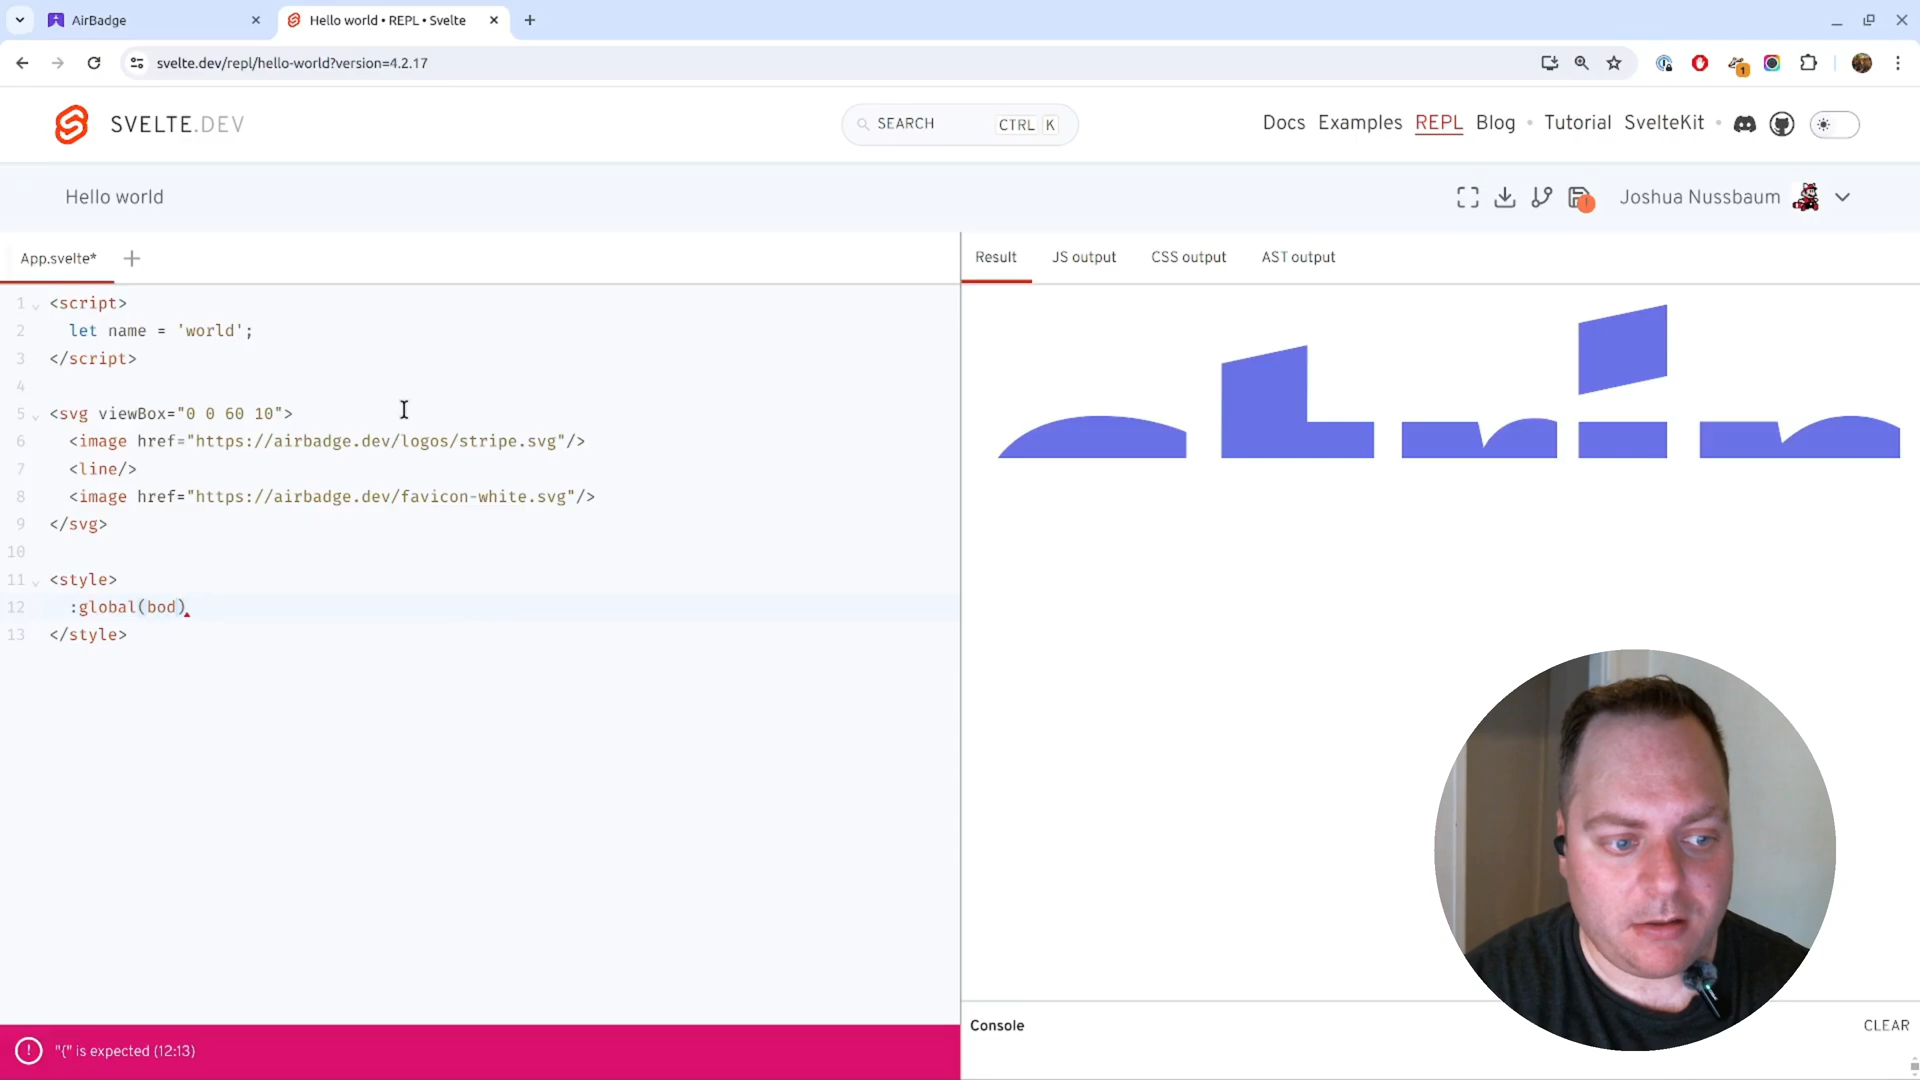 AirBadge
Hello world • REPL • Svelte
svelte.dev/repl/hello-world?version=4.2.17
1
SVELTE.DEV
SEARCH
CTRL K
Docs Examples REPL Blog • Tutorial SvelteKit •
Hello world
Joshua Nussbaum
App.svelte*
Result JS output CSS output AST output
1 <script>
2 let name = 'world';
3 </script>
4
5 <svg viewBox="0 0 60 10">
6 <image href="https://airbadge.dev/logos/stripe.svg"/>
7 <line/>
8 <image href="https://airbadge.dev/favicon-white.svg"/>
9 </svg>
10
11 <style>
12 :global(bod)
13 </style>
Console
CLEAR
"{" is expected (12:13)